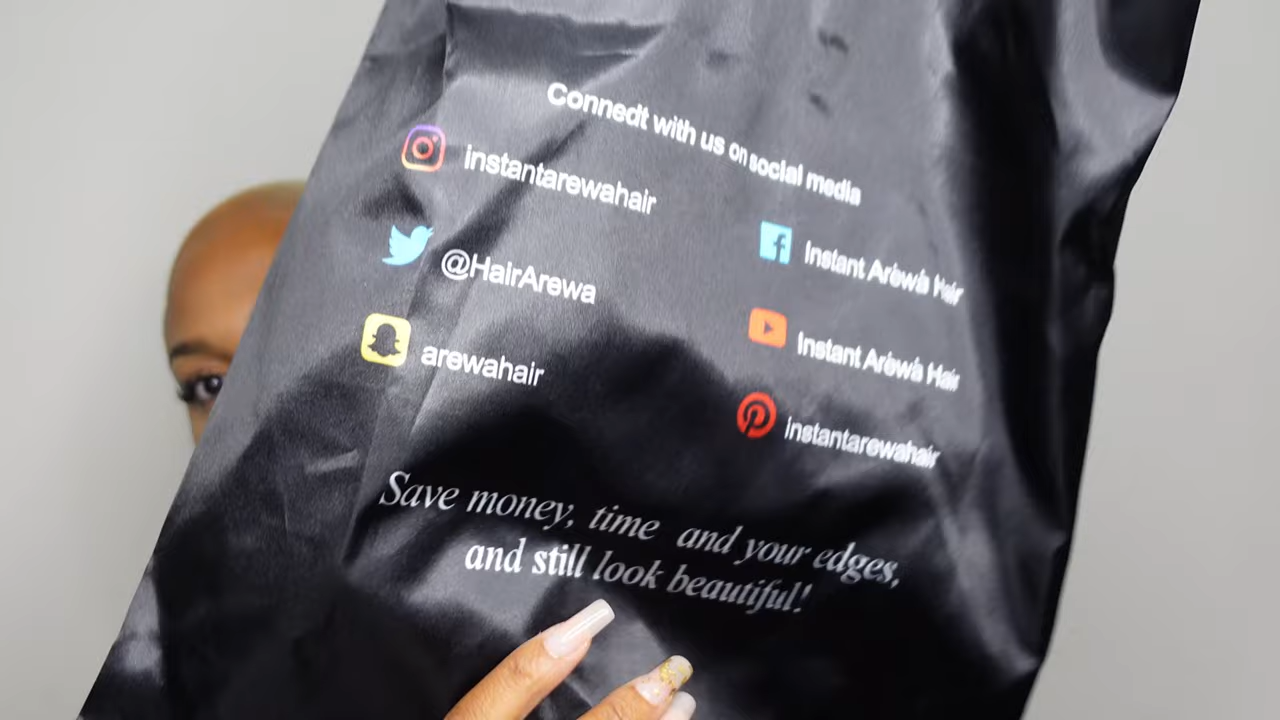 Connect with us on social media
instantarewahair
@HairArewa
arewahair
Instant Arewa Hair
Instant Arewa Hair
instantarewahair
Save money, time and your edges,
and still look beautiful!